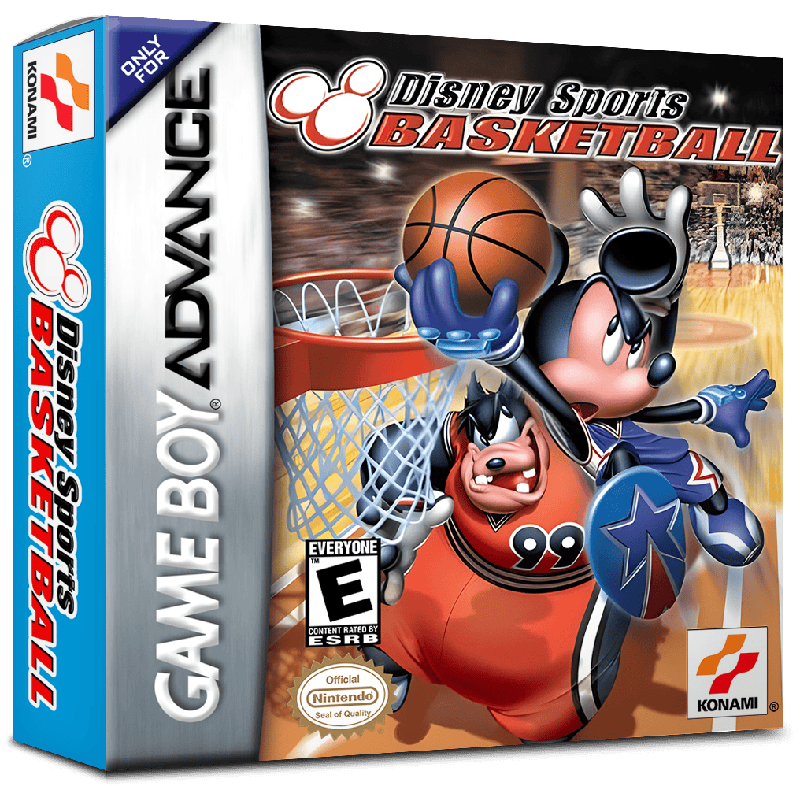 KONAMI
®
Disney Sports
BASKETBALL
ONLY
FOR
GAME BOY ADVANCE
®
Disney Sports
BASKETBALL
99
EVERYONE
™
E
CONTENT RATED BY
ESRB
Official
Nintendo
Seal of Quality
KONAMI
®